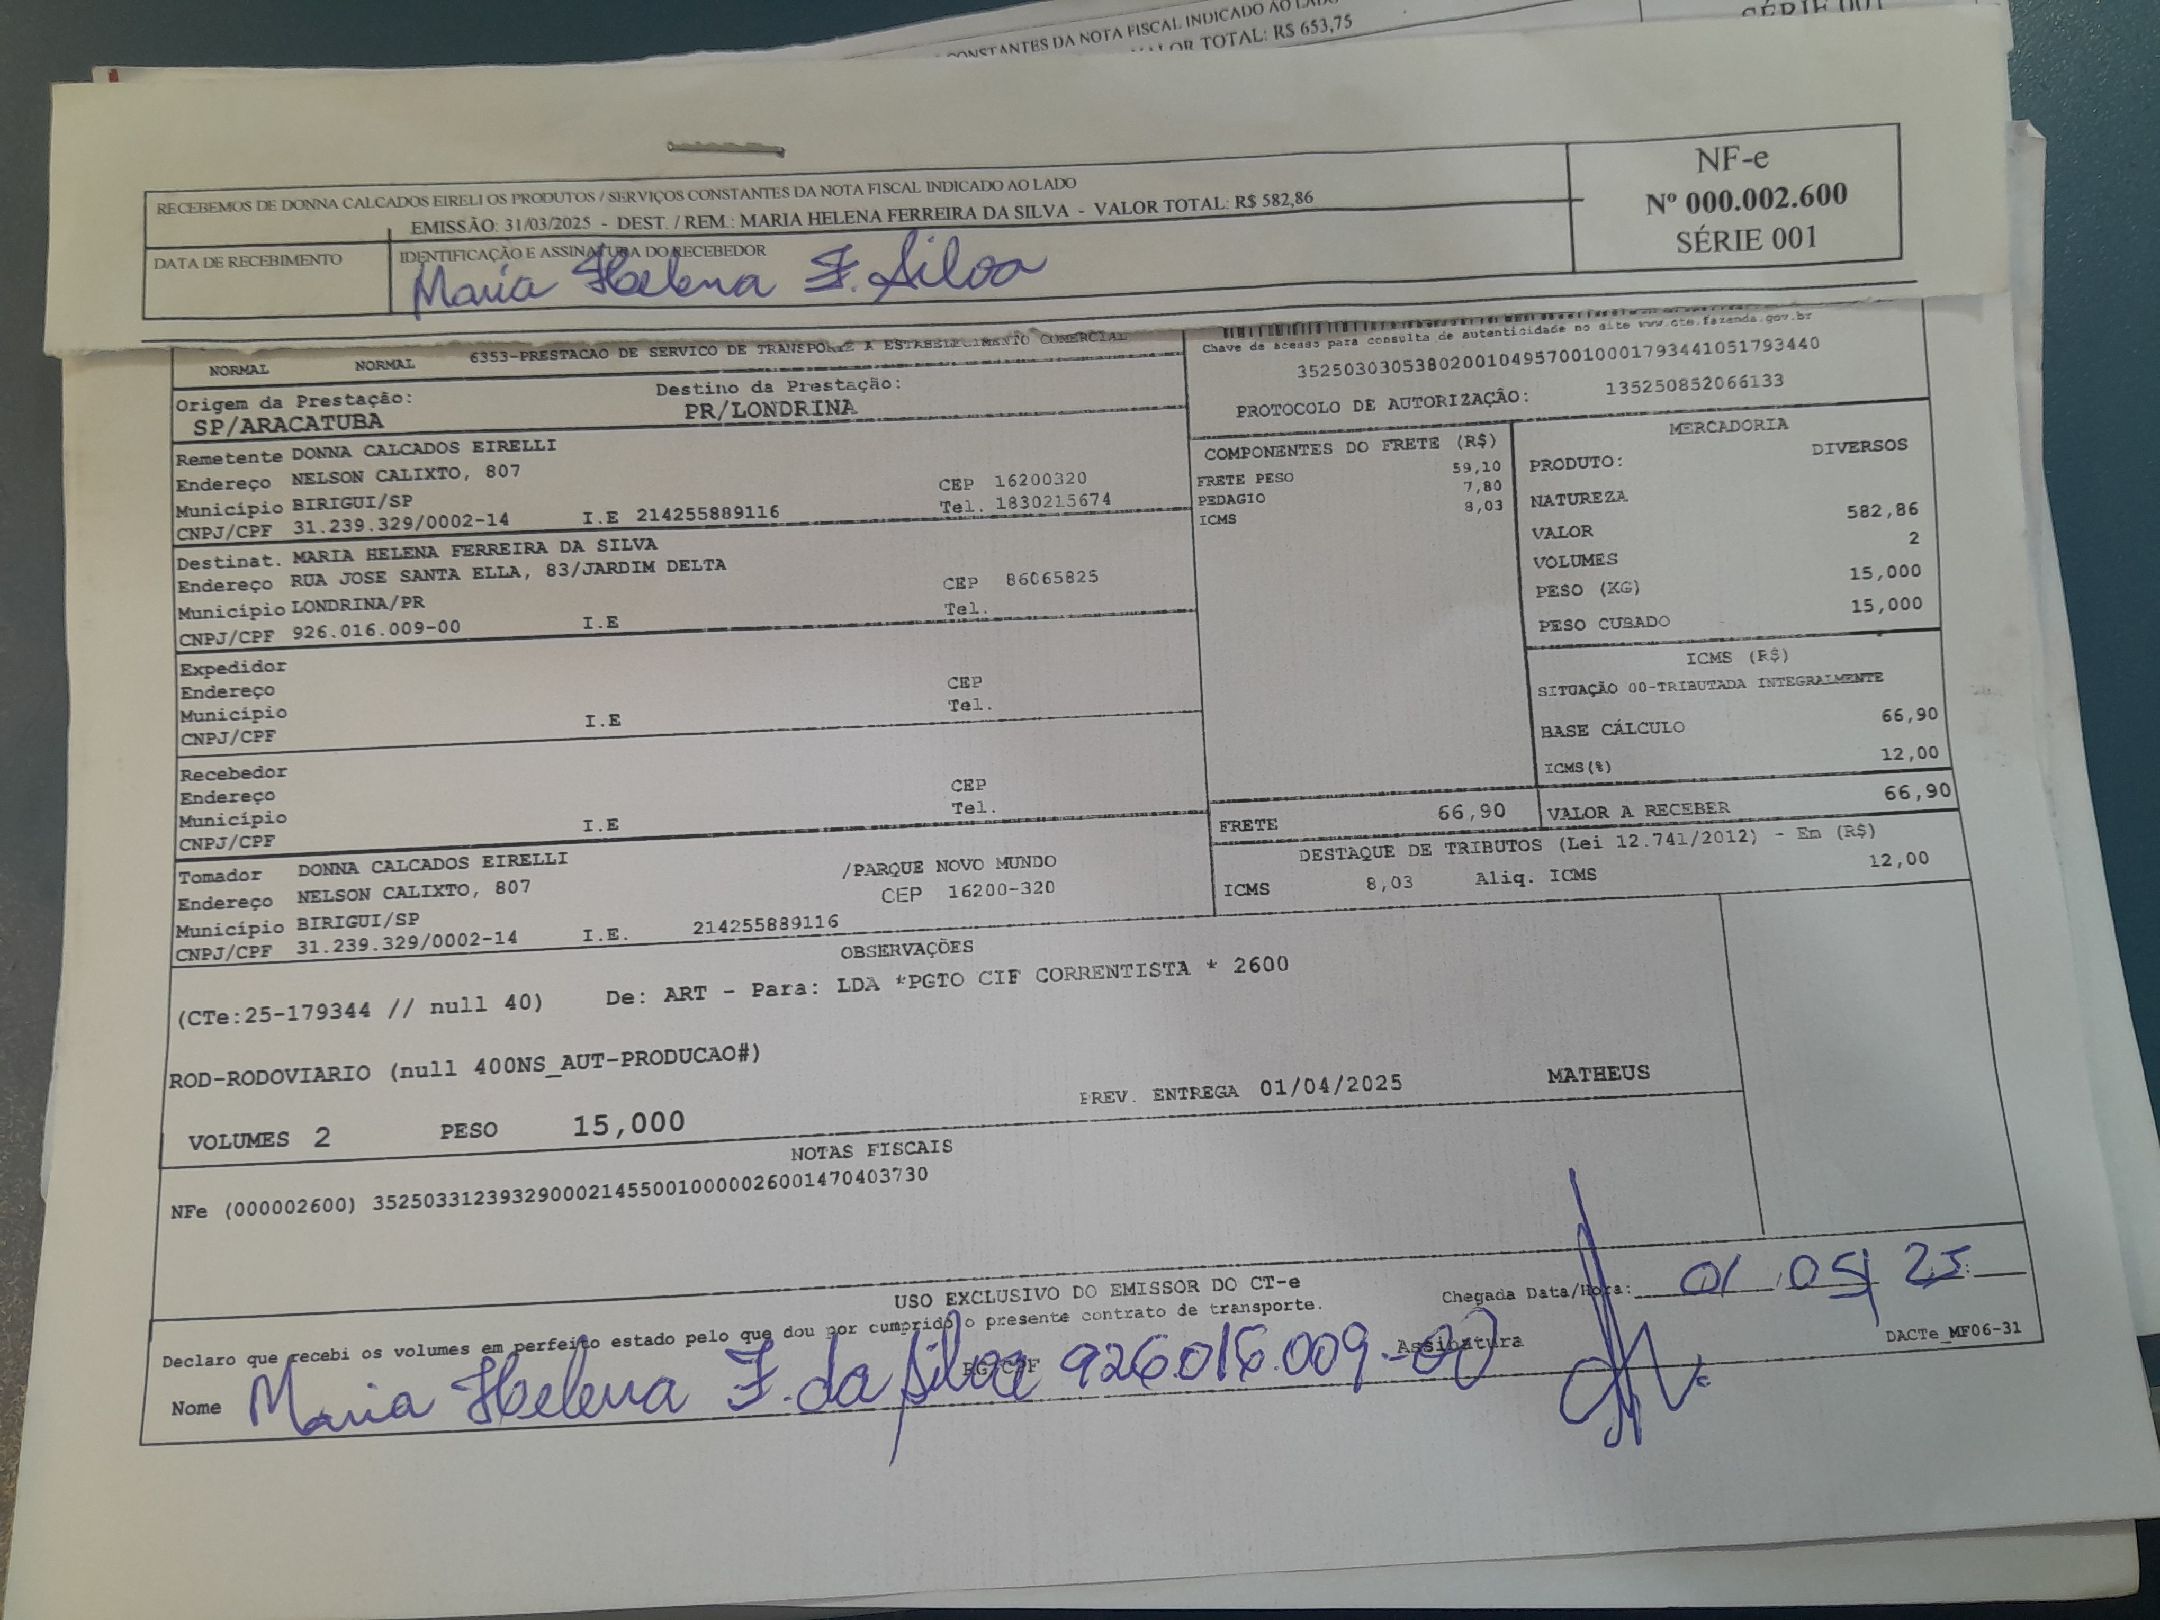 CONSTANTES DA NOTA FISCAL INDICADO AO LADO
VALOR TOTAL: R$ 653,75
SÉRIE 001
RECEBEMOS DE DONNA CALCADOS EIRELI OS PRODUTOS / SERVIÇOS CONSTANTES DA NOTA FISCAL INDICADO AO LADO
EMISSÃO: 31/03/2025 - DEST. / REM.: MARIA HELENA FERREIRA DA SILVA - VALOR TOTAL: R$ 582,86
NF-e
Nº 000.002.600
SÉRIE 001
DATA DE RECEBIMENTO
IDENTIFICAÇÃO E ASSINATURA DO RECEBEDOR
Maria Helena F. Silva
NORMAL NORMAL 6353-PRESTACAO DE SERVICO DE TRANSPORTE A ESTABELECIMENTO COMERCIAL
Chave de acesso para consulta de autenticidade no site www.cte.fazenda.gov.br
35250303053802001049570010001793441051793440
PROTOCOLO DE AUTORIZAÇÃO: 135250852066133
Origem da Prestação: Destino da Prestação:
SP/ARACATUBA PR/LONDRINA
Remetente DONNA CALCADOS EIRELLI
Endereço NELSON CALIXTO, 807 CEP 16200320
Município BIRIGUI/SP Tel. 1830215674
CNPJ/CPF 31.239.329/0002-14 I.E 214255889116
Destinat. MARIA HELENA FERREIRA DA SILVA
Endereço RUA JOSE SANTA ELLA, 83/JARDIM DELTA CEP 86065825
Município LONDRINA/PR Tel.
CNPJ/CPF 926.016.009-00 I.E
Expedidor
Endereço CEP
Município Tel.
CNPJ/CPF I.E
Recebedor
Endereço CEP
Município Tel.
CNPJ/CPF I.E
Tomador DONNA CALCADOS EIRELLI /PARQUE NOVO MUNDO
Endereço NELSON CALIXTO, 807 CEP 16200-320
Município BIRIGUI/SP
CNPJ/CPF 31.239.329/0002-14 I.E. 214255889116
COMPONENTES DO FRETE (R$)
FRETE PESO 59,10
PEDAGIO 7,80
ICMS 8,03
MERCADORIA
PRODUTO: DIVERSOS
NATUREZA
VALOR 582,86
VOLUMES 2
PESO (KG) 15,000
PESO CUBADO 15,000
ICMS (R$)
SITUAÇÃO 00-TRIBUTADA INTEGRALMENTE
BASE CÁLCULO 66,90
ICMS(%) 12,00
FRETE 66,90 VALOR A RECEBER 66,90
DESTAQUE DE TRIBUTOS (Lei 12.741/2012) - Em (R$)
ICMS 8,03 Aliq. ICMS 12,00
OBSERVAÇÕES
(CTe:25-179344 // null 40) De: ART - Para: LDA *PGTO CIF CORRENTISTA * 2600
ROD-RODOVIARIO (null 400NS_AUT-PRODUCAO#)
PREV. ENTREGA 01/04/2025 MATHEUS
VOLUMES 2 PESO 15,000
NOTAS FISCAIS
NFe (000002600) 35250331239329000214550010000026001470403730
USO EXCLUSIVO DO EMISSOR DO CT-e
Declaro que recebi os volumes em perfeito estado pelo que dou por cumprido o presente contrato de transporte.
Chegada Data/Hora: 01 / 05 / 25 :
Nome Maria Helena F. da Silva RG/CPF 926016.009-00 Assinatura
DACTe_MF06-31